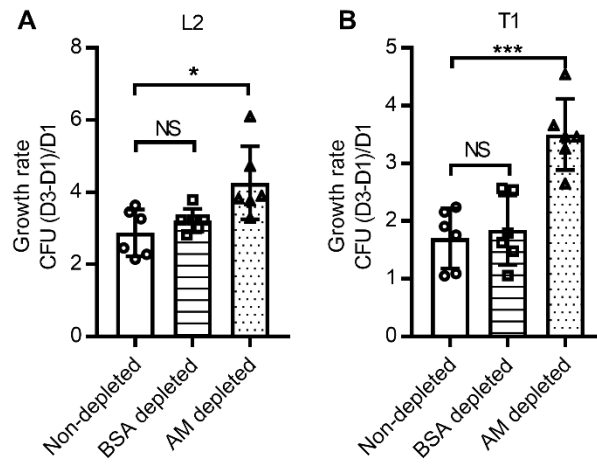 A
L2
Growth rate
CFU (D3-D1)/D1
8
6
4
2
0
*
NS
Non-depleted
BSA depleted
AM depleted
B
T1
Growth rate
CFU (D3-D1)/D1
5
4
3
2
1
0
***
NS
Non-depleted
BSA depleted
AM depleted